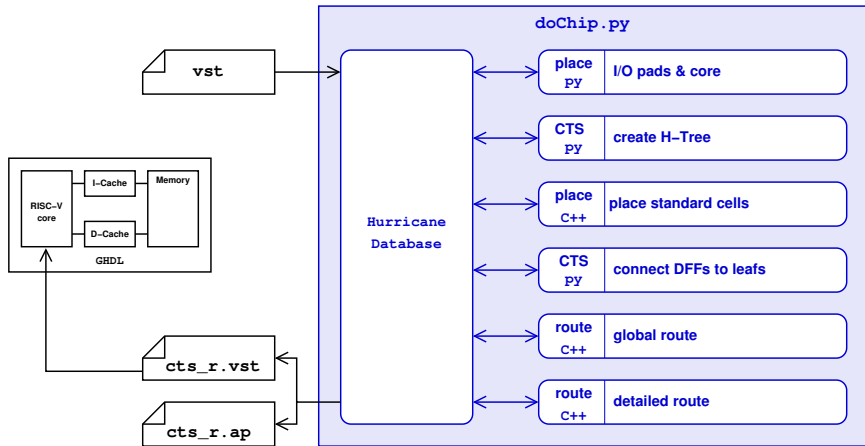 doChip.py
vst
place
py
I/O pads & core
CTS
py
create H-Tree
I-Cache
Memory
RISC-V
core
D-Cache
GHDL
Hurricane
Database
place
C++
place standard cells
CTS
py
connect DFFs to leafs
route
C++
global route
cts_r.vst
route
C++
detailed route
cts_r.ap